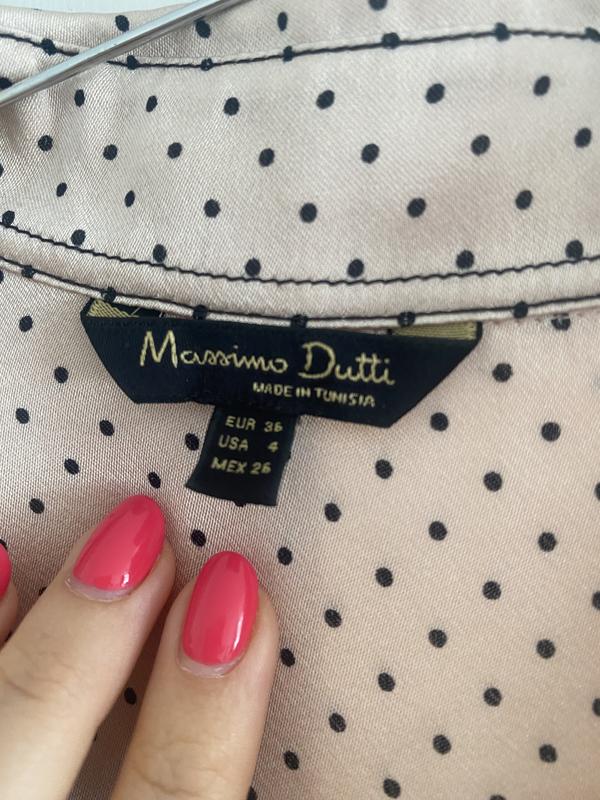 Massimo Dutti
MADE IN TUNISIA
EUR 36
USA 4
MEX 26